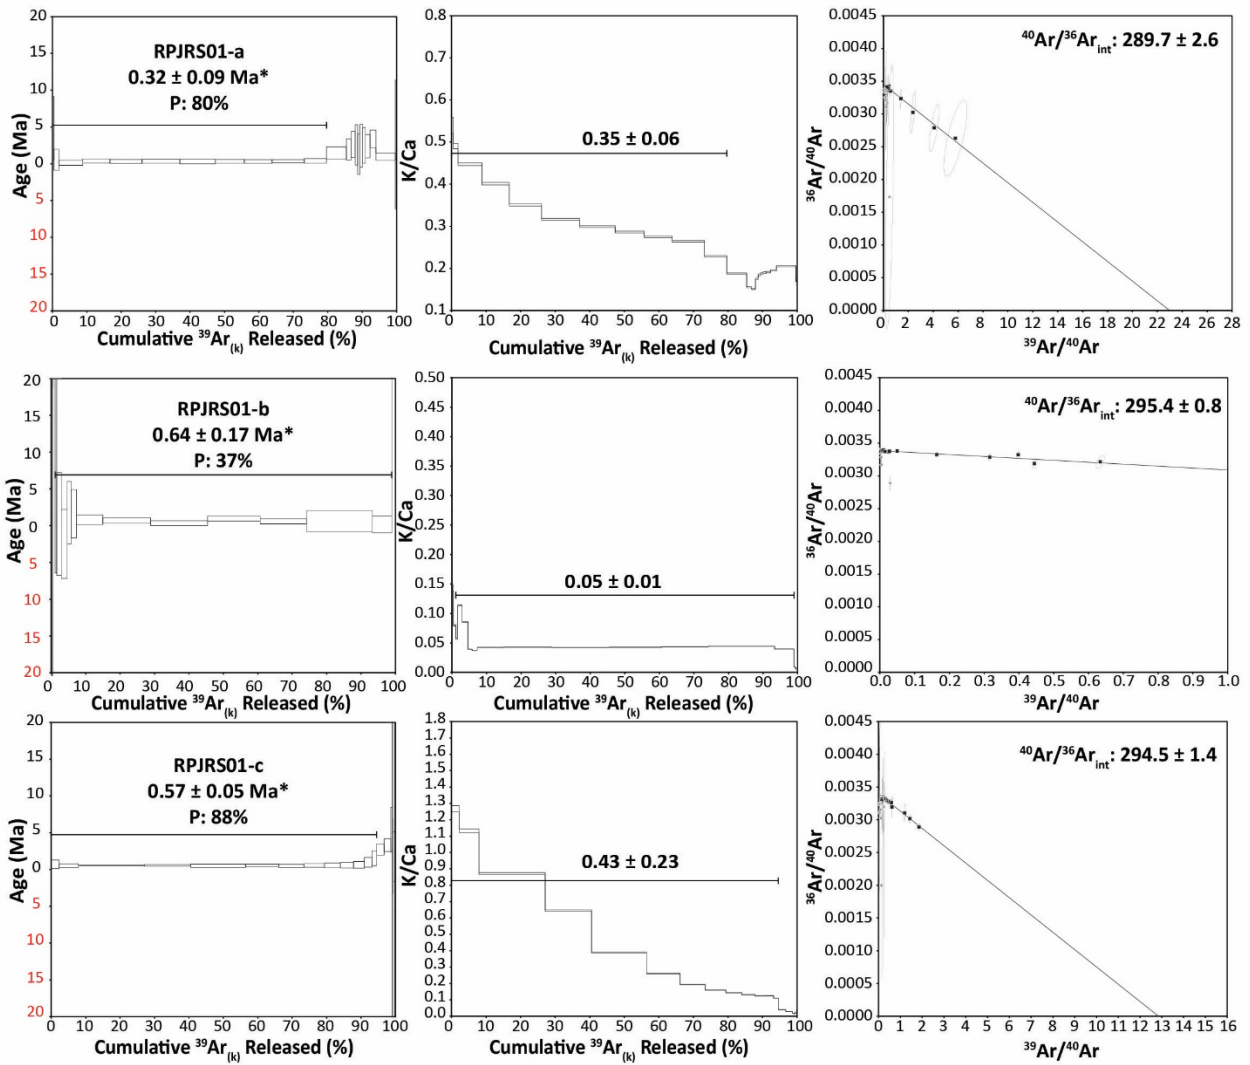 20
15
10
5
0
5
10
15
20
Age (Ma)
RPJRS01-a
0.32 ± 0.09 Ma*
P: 80%
0 10 20 30 40 50 60 70 80 90 100
Cumulative ³⁹Ar₍ₖ₎ Released (%)
0.8
0.7
0.6
0.5
0.4
0.3
0.2
0.1
K/Ca
0.35 ± 0.06
0 10 20 30 40 50 60 70 80 90 100
Cumulative ³⁹Ar₍ₖ₎ Released (%)
0.0045
0.0040
0.0035
0.0030
0.0025
0.0020
0.0015
0.0010
0.0005
0.0000
³⁶Ar/⁴⁰Ar
⁴⁰Ar/³⁶Ar_int: 289.7 ± 2.6
0 2 4 6 8 10 12 14 16 18 20 22 24 26 28
³⁹Ar/⁴⁰Ar
20
15
10
5
0
5
10
15
20
Age (Ma)
RPJRS01-b
0.64 ± 0.17 Ma*
P: 37%
0 10 20 30 40 50 60 70 80 90 100
Cumulative ³⁹Ar₍ₖ₎ Released (%)
0.50
0.45
0.40
0.35
0.30
0.25
0.20
0.15
0.10
0.05
0.00
K/Ca
0.05 ± 0.01
0 10 20 30 40 50 60 70 80 90 100
Cumulative ³⁹Ar₍ₖ₎ Released (%)
0.0045
0.0040
0.0035
0.0030
0.0025
0.0020
0.0015
0.0010
0.0005
0.0000
³⁶Ar/⁴⁰Ar
⁴⁰Ar/³⁶Ar_int: 295.4 ± 0.8
0.0 0.1 0.2 0.3 0.4 0.5 0.6 0.7 0.8 0.9 1.0
³⁹Ar/⁴⁰Ar
20
15
10
5
0
5
10
15
20
Age (Ma)
RPJRS01-c
0.57 ± 0.05 Ma*
P: 88%
0 10 20 30 40 50 60 70 80 90 100
Cumulative ³⁹Ar₍ₖ₎ Released (%)
1.8
1.7
1.6
1.5
1.4
1.3
1.2
1.1
1.0
0.9
0.8
0.7
0.6
0.5
0.4
0.3
0.2
0.1
0.0
K/Ca
0.43 ± 0.23
0 10 20 30 40 50 60 70 80 90 100
Cumulative ³⁹Ar₍ₖ₎ Released (%)
0.0045
0.0040
0.0035
0.0030
0.0025
0.0020
0.0015
0.0010
0.0005
0.0000
³⁶Ar/⁴⁰Ar
⁴⁰Ar/³⁶Ar_int: 294.5 ± 1.4
0 1 2 3 4 5 6 7 8 9 10 11 12 13 14 15 16
³⁹Ar/⁴⁰Ar